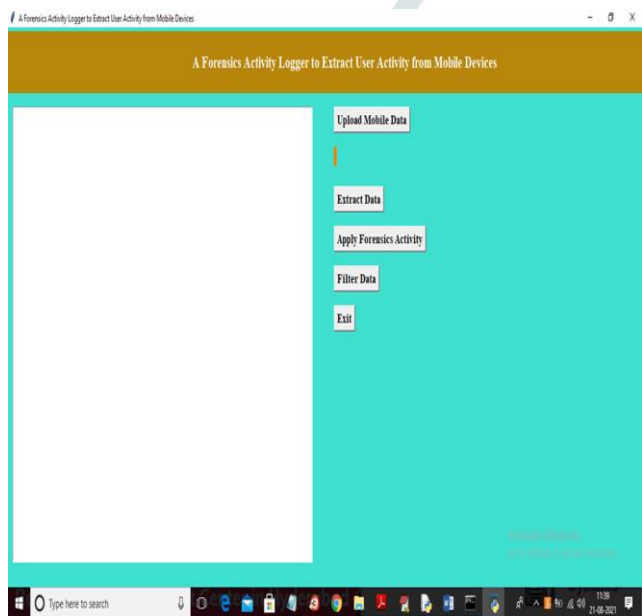 A Forensics Activity Logger to Extract User Activity from Mobile Devices
A Forensics Activity Logger to Extract User Activity from Mobile Devices
Upload Mobile Data
Extract Data
Apply Forensics Activity
Filter Data
Exit
Type here to search
11:39
21-08-2021